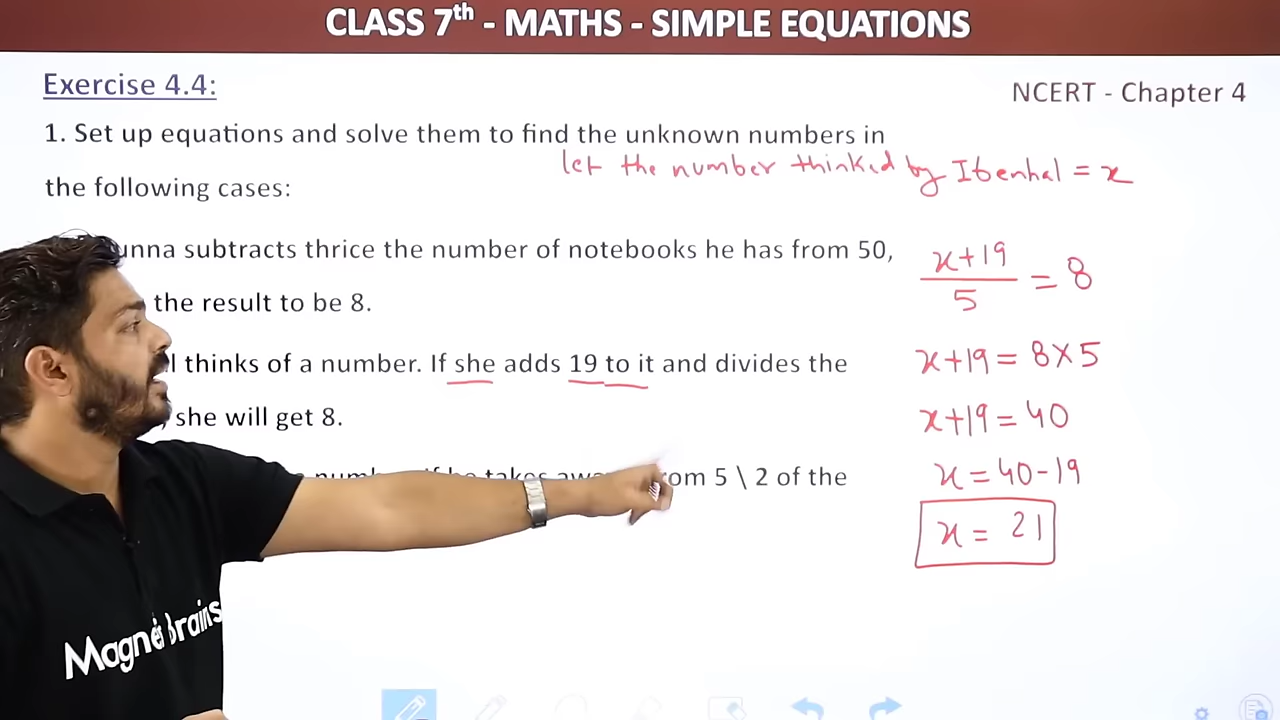 CLASS 7th - MATHS - SIMPLE EQUATIONS
Exercise 4.4:
NCERT - Chapter 4
1. Set up equations and solve them to find the unknown numbers in
let the number thinked by Ibenhal = x
the following cases:
unna subtracts thrice the number of notebooks he has from 50,
the result to be 8.
l thinks of a number. If she adds 19 to it and divides the
she will get 8.
takes from 5 \ 2 of the
x+19
5
= 8
x+19 = 8×5
x+19 = 40
x = 40-19
x = 21
Magnet Brains